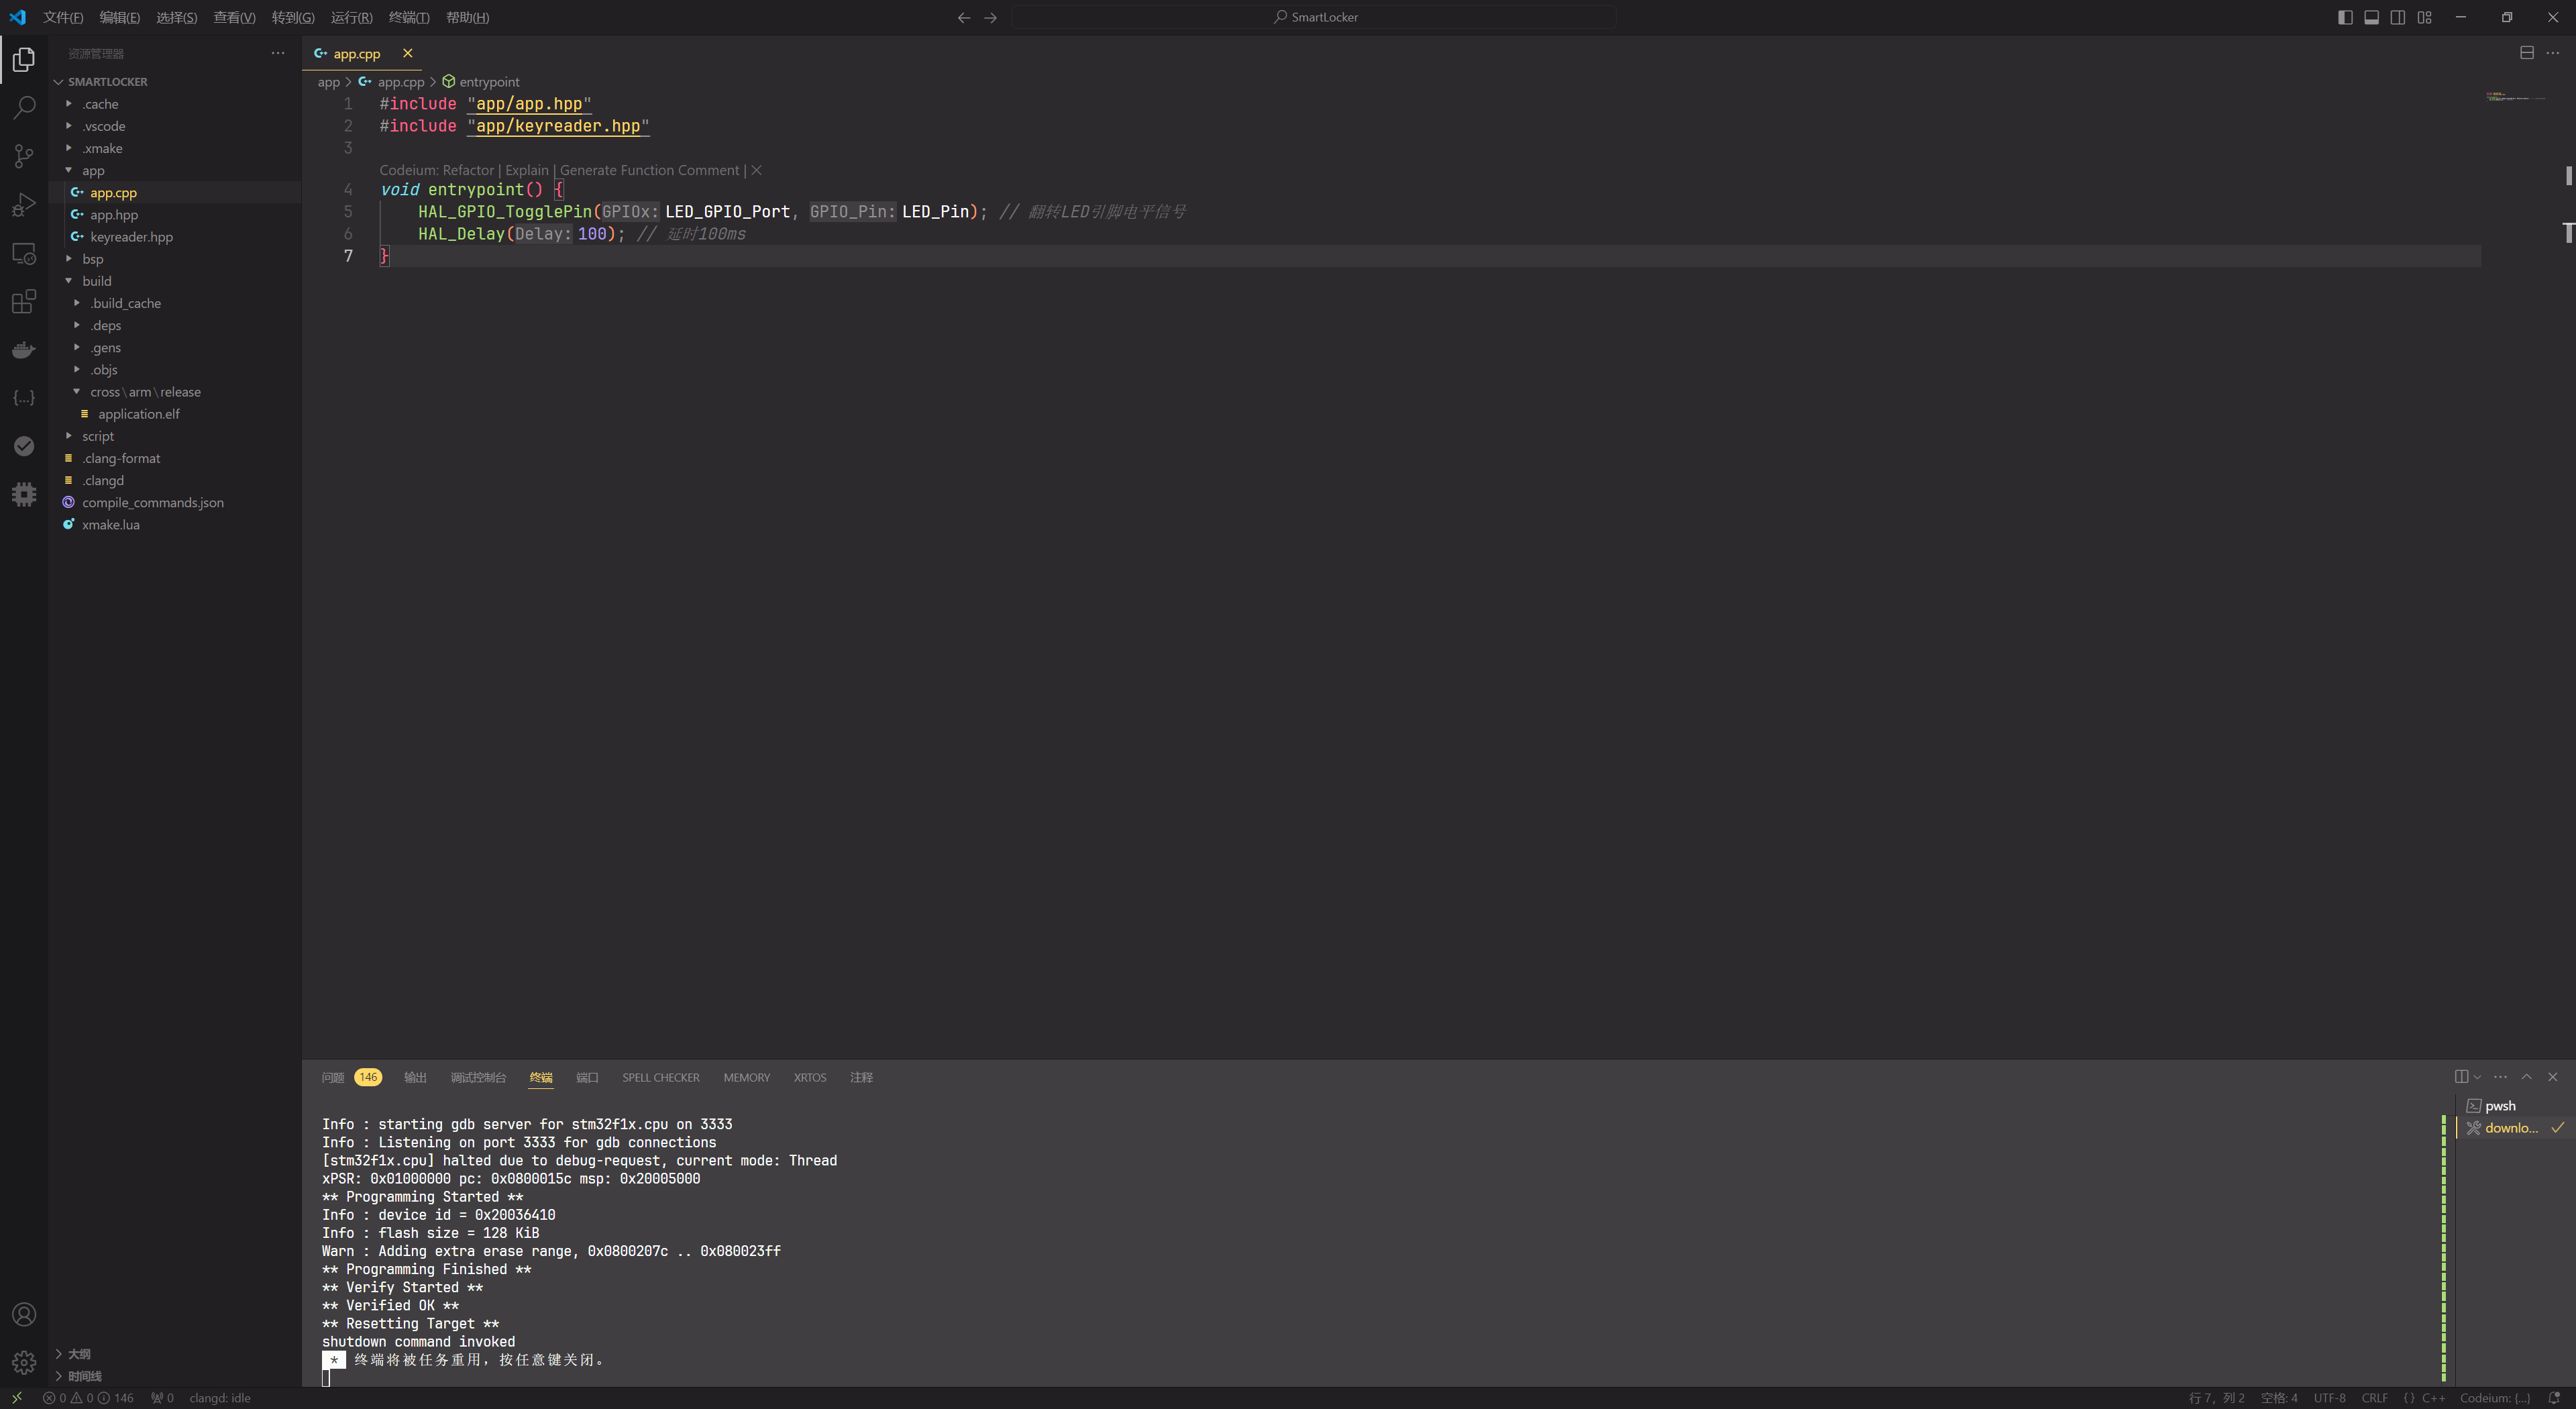 文件(F) 编辑(E) 选择(S) 查看(V) 转到(G) 运行(R) 终端(T) 帮助(H)
SmartLocker
资源管理器
SMARTLOCKER
.cache
.vscode
.xmake
app
app.cpp
app.hpp
keyreader.hpp
bsp
build
.build_cache
.deps
.gens
.objs
cross\arm\release
application.elf
script
.clang-format
.clangd
compile_commands.json
xmake.lua
大纲
时间线
app.cpp
app > app.cpp > entrypoint
1 #include "app/app.hpp"
2 #include "app/keyreader.hpp"
3
Codeium: Refactor | Explain | Generate Function Comment | ×
4 void entrypoint() {
5 HAL_GPIO_TogglePin(GPIOx: LED_GPIO_Port, GPIO_Pin: LED_Pin); // 翻转LED引脚电平信号
6 HAL_Delay(Delay: 100); // 延时100ms
7 }
问题 146 输出 调试控制台 终端 端口 SPELL CHECKER MEMORY XRTOS 注释
Info : starting gdb server for stm32f1x.cpu on 3333
Info : Listening on port 3333 for gdb connections
[stm32f1x.cpu] halted due to debug-request, current mode: Thread
xPSR: 0x01000000 pc: 0x0800015c msp: 0x20005000
** Programming Started **
Info : device id = 0x20036410
Info : flash size = 128 KiB
Warn : Adding extra erase range, 0x0800207c .. 0x080023ff
** Programming Finished **
** Verify Started **
** Verified OK **
** Resetting Target **
shutdown command invoked
* 终端将被任务重用，按任意键关闭。
pwsh
downlo...
0 0 146 0 clangd: idle
行 7，列 2 空格: 4 UTF-8 CRLF {} C++ Codeium: {...}